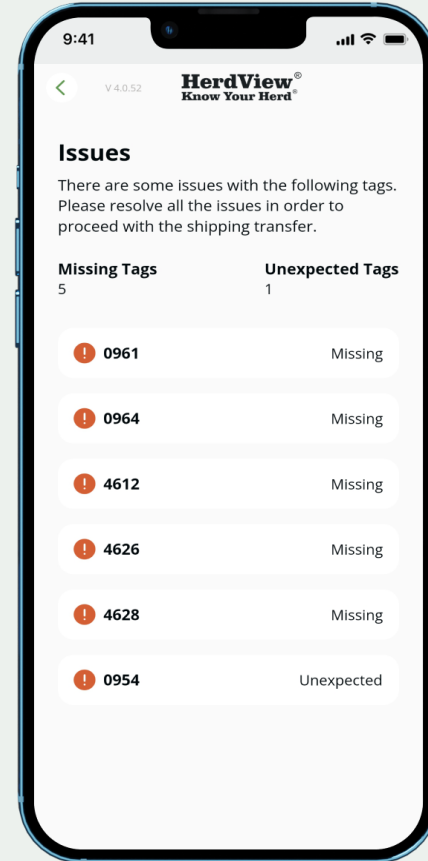 9:41
V 4.0.52
HerdView®
Know Your Herd®
Issues
There are some issues with the following tags.
Please resolve all the issues in order to
proceed with the shipping transfer.
Missing Tags Unexpected Tags
5 1
! 0961 Missing
! 0964 Missing
! 4612 Missing
! 4626 Missing
! 4628 Missing
! 0954 Unexpected